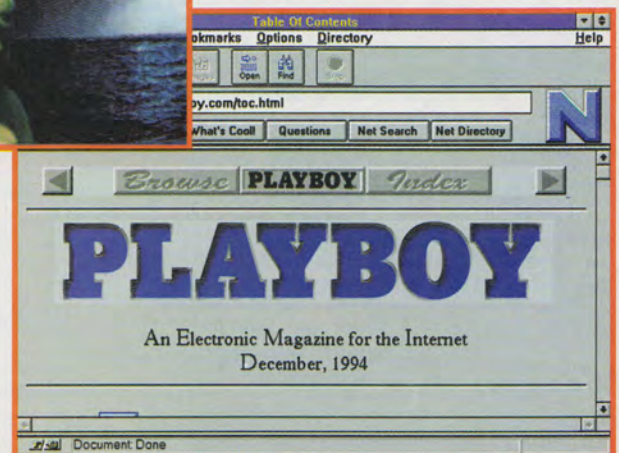 Table Of Contents
okmarks Options Directory Help
Open Find
oy.com/toc.html
What's Cool! Questions Net Search Net Directory
N
Browse PLAYBOY Index
PLAYBOY
An Electronic Magazine for the Internet
December, 1994
Document Done